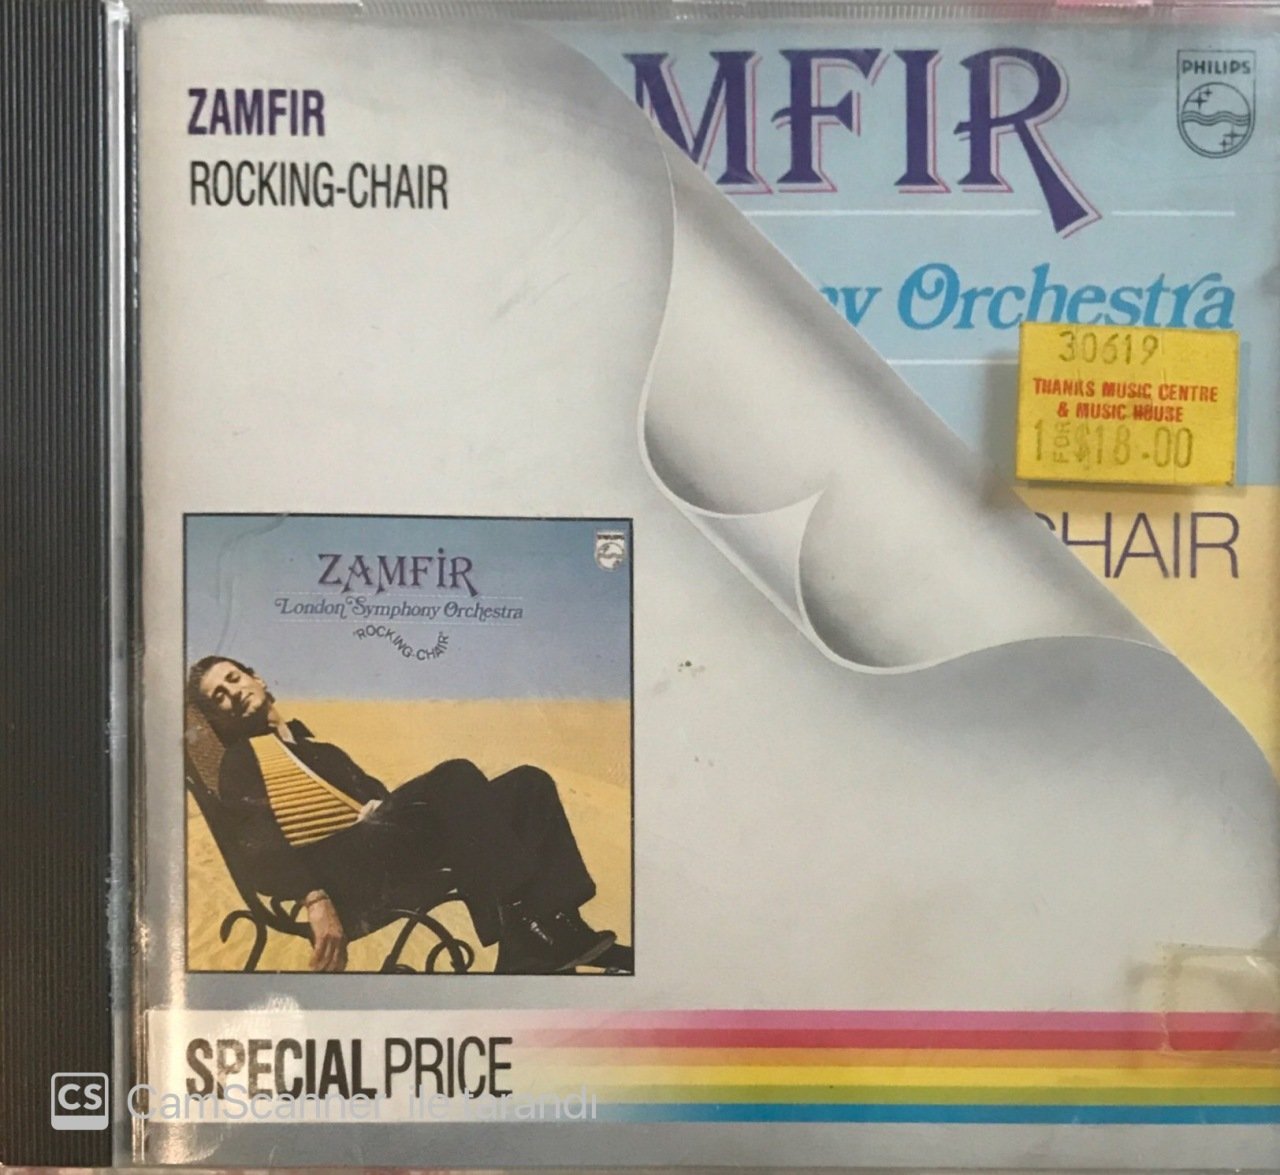 ZAMFIR
ROCKING-CHAIR
MFIR
PHILIPS
Orchestra
30619
THANKS MUSIC CENTRE
& MUSIC HOUSE
1 FOR $18.00
CHAIR
ZAMFIR
PHILIPS
London Symphony Orchestra
'ROCKING-CHAIR'
SPECIAL PRICE
CS CamScanner ile tarandı